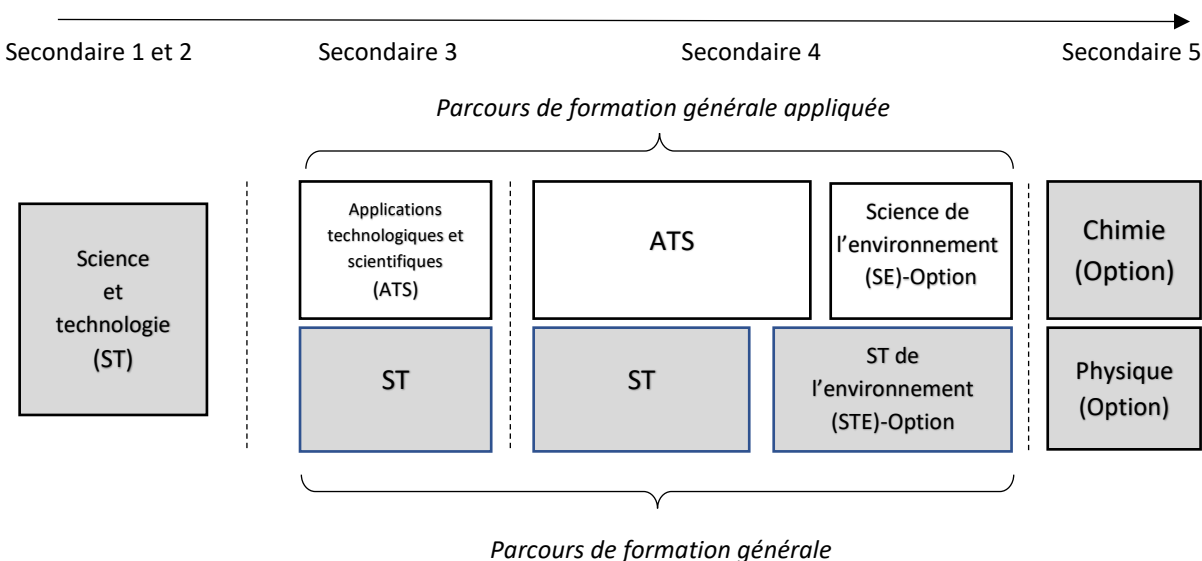 Secondaire 1 et 2
Secondaire 3
Secondaire 4
Secondaire 5
Parcours de formation générale appliquée
Science
et
technologie
(ST)
Applications
technologiques et
scientifiques
(ATS)
ATS
Science de
l’environnement
(SE)-Option
Chimie
(Option)
ST
ST
ST de
l’environnement
(STE)-Option
Physique
(Option)
Parcours de formation générale